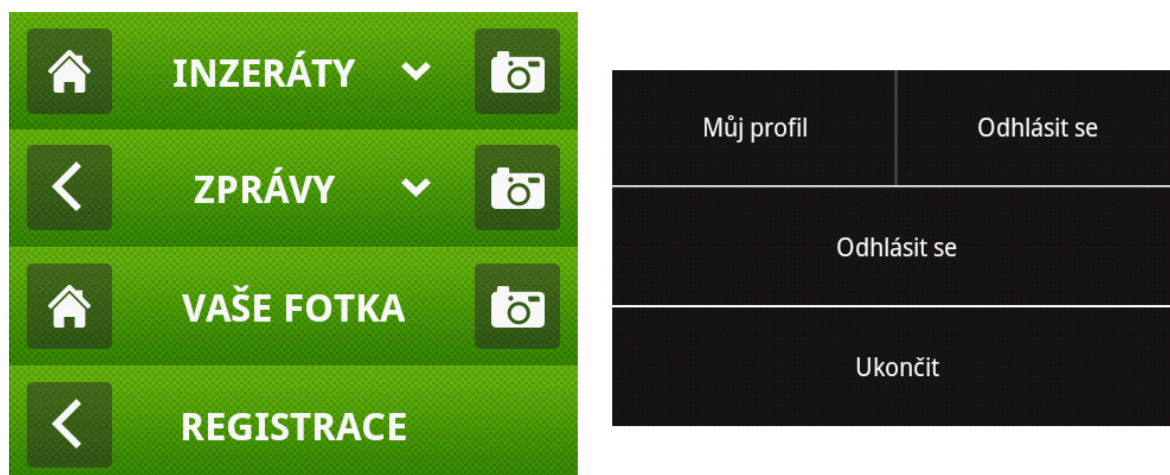 INZERÁTY
ZPRÁVY
VAŠE FOTKA
REGISTRACE
Můj profil
Odhlásit se
Odhlásit se
Ukončit